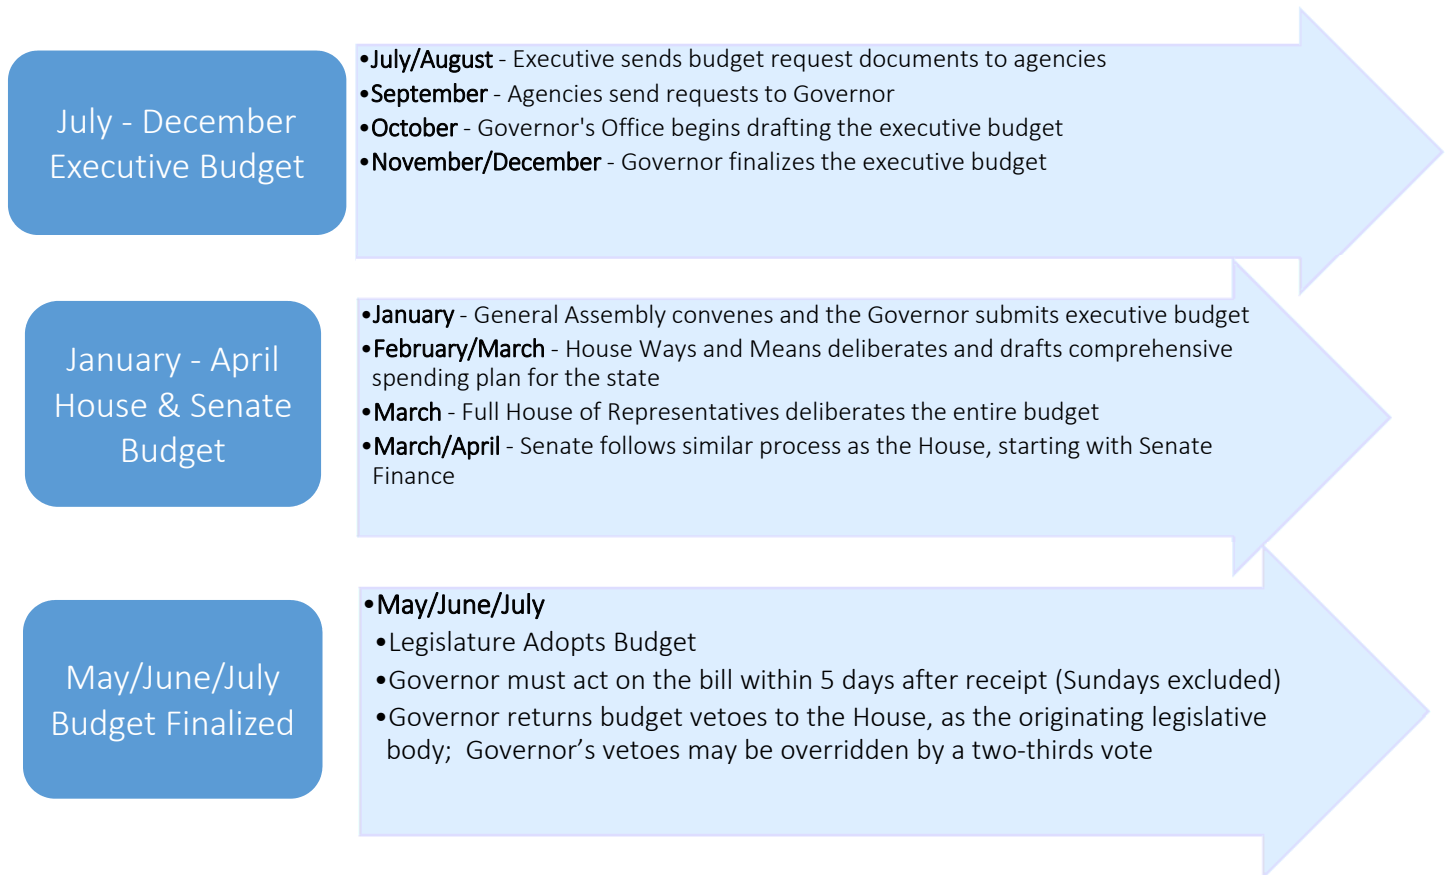 July - December
Executive Budget
•July/August - Executive sends budget request documents to agencies
•September - Agencies send requests to Governor
•October - Governor's Office begins drafting the executive budget
•November/December - Governor finalizes the executive budget
January - April
House & Senate
Budget
•January - General Assembly convenes and the Governor submits executive budget
•February/March - House Ways and Means deliberates and drafts comprehensive
spending plan for the state
•March - Full House of Representatives deliberates the entire budget
•March/April - Senate follows similar process as the House, starting with Senate
Finance
May/June/July
Budget Finalized
•May/June/July
•Legislature Adopts Budget
•Governor must act on the bill within 5 days after receipt (Sundays excluded)
•Governor returns budget vetoes to the House, as the originating legislative
body;  Governor’s vetoes may be overridden by a two-thirds vote